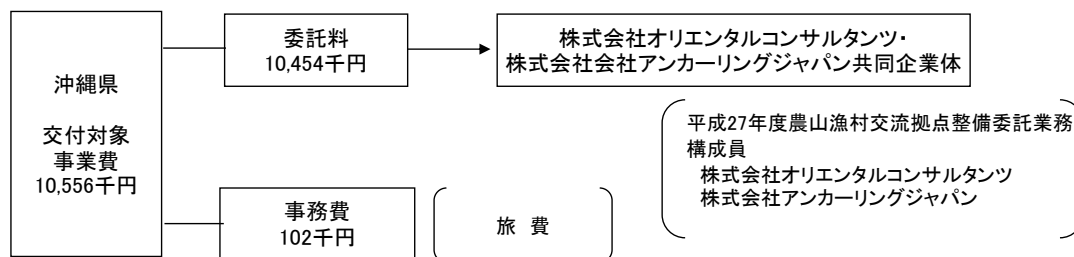 沖縄県
交付対象
事業費
10,556千円
委託料
10,454千円
株式会社オリエンタルコンサルタンツ・
株式会社会社アンカーリングジャパン共同企業体
平成27年度農山漁村交流拠点整備委託業務
構成員
株式会社オリエンタルコンサルタンツ
株式会社アンカーリングジャパン
事務費
102千円
旅 費